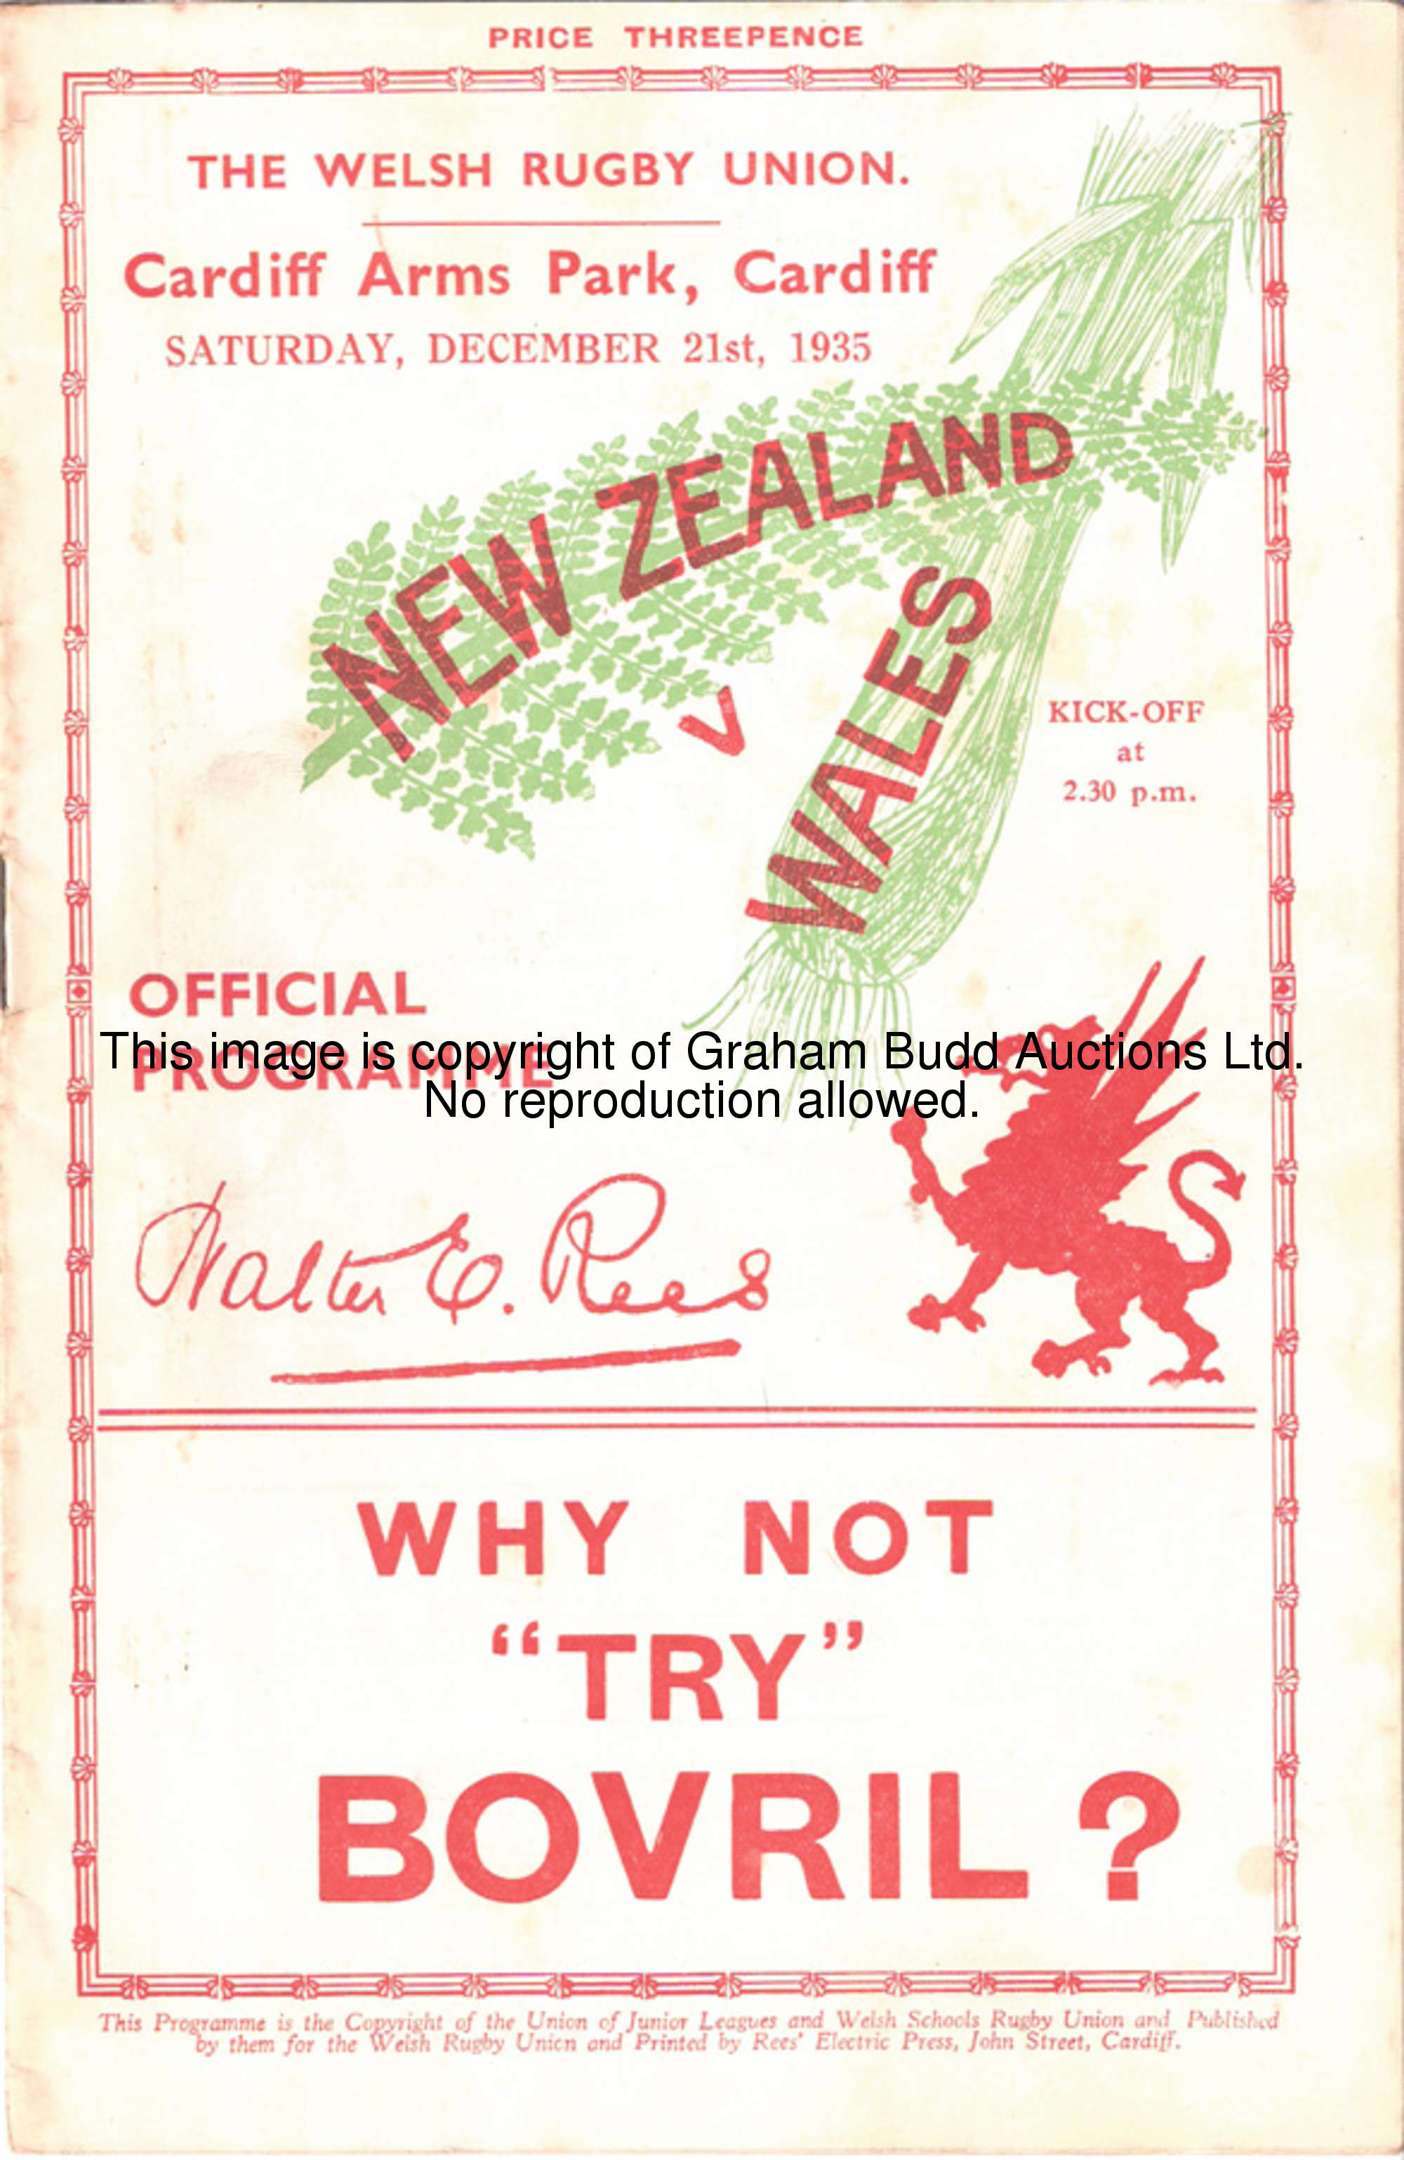 PRICE THREEPENCE
THE WELSH RUGBY UNION.
Cardiff Arms Park, Cardiff
SATURDAY, DECEMBER 21st, 1935
NEW ZEALAND
V
WALES
KICK-OFF
at
2.30 p.m.
OFFICIAL
PROGRAMME
This image is copyright of Graham Budd Auctions Ltd.
No reproduction allowed.
Walter E. Rees
WHY NOT
“TRY”
BOVRIL ?
This Programme is the Copyright of the Union of Junior Leagues and Welsh Schools Rugby Union and Published
by them for the Welsh Rugby Union and Printed by Rees' Electric Press, John Street, Cardiff.